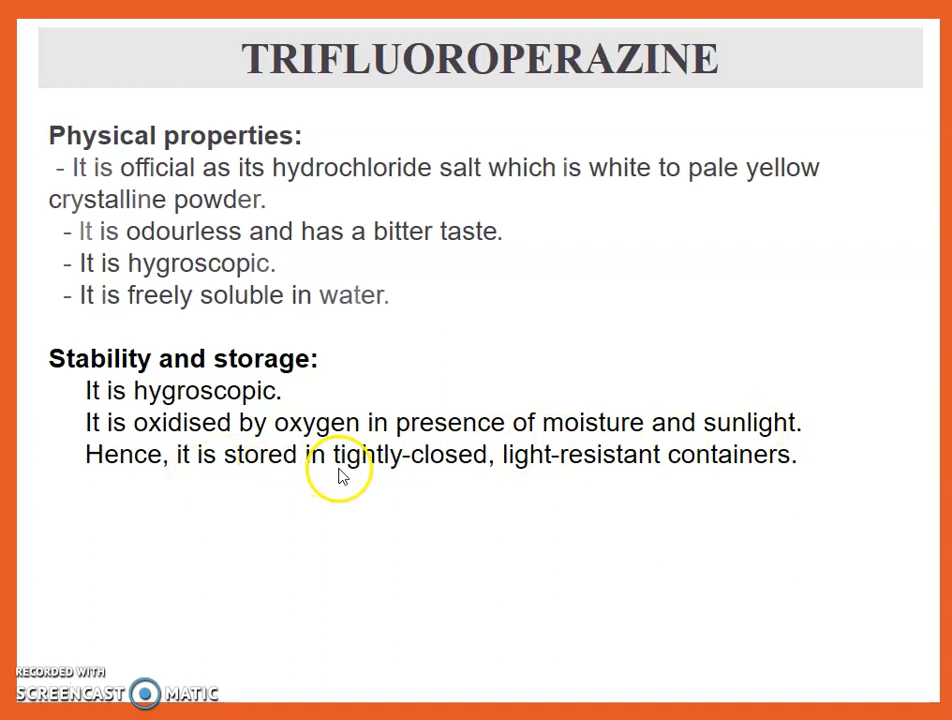 TRIFLUOROPERAZINE
Physical properties:
- It is official as its hydrochloride salt which is white to pale yellow
crystalline powder.
- It is odourless and has a bitter taste.
- It is hygroscopic.
- It is freely soluble in water.
Stability and storage:
It is hygroscopic.
It is oxidised by oxygen in presence of moisture and sunlight.
Hence, it is stored in tightly-closed, light-resistant containers.
RECORDED WITH
SCREENCAST MATIC